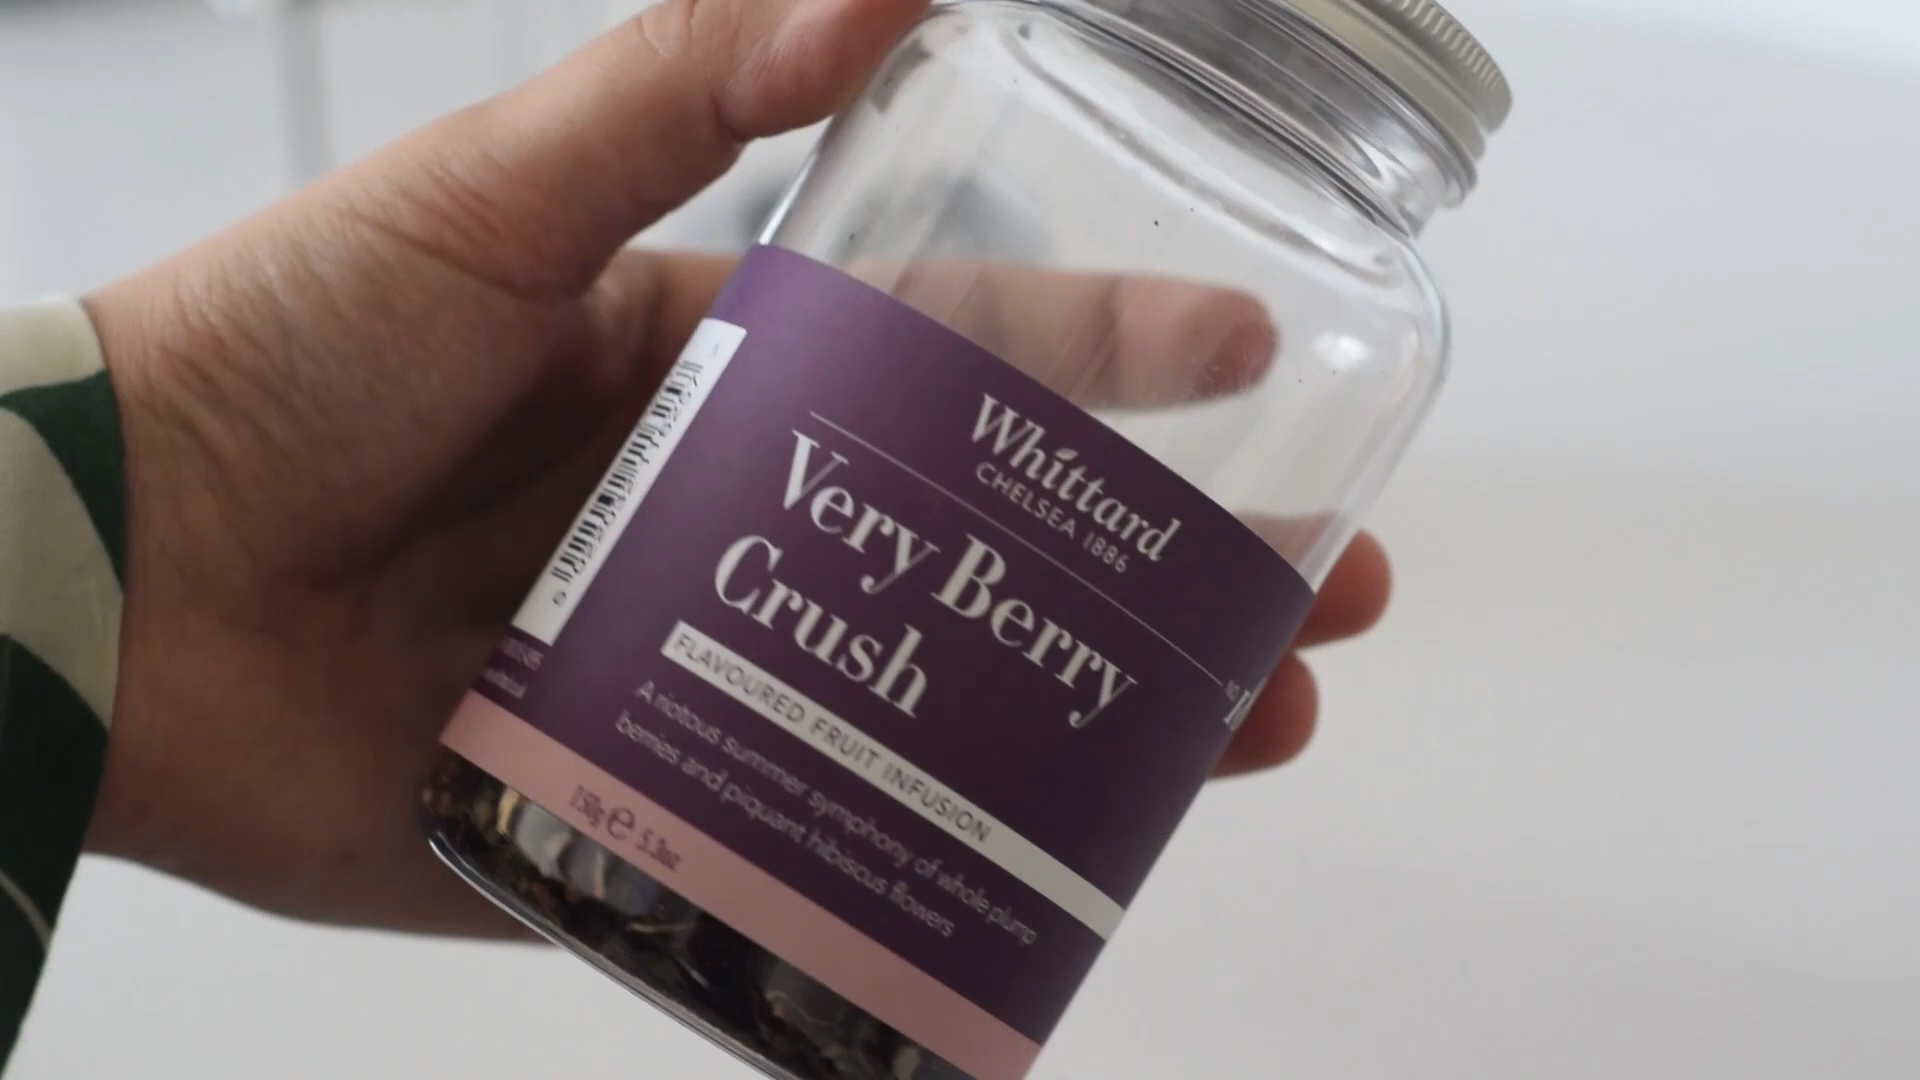 Whittard
CHELSEA 1886
Very Berry
Crush
FLAVOURED FRUIT INFUSION
A riotous summer symphony of whole plump
berries and piquant hibiscus flowers
150g e 5.3oz
NO.